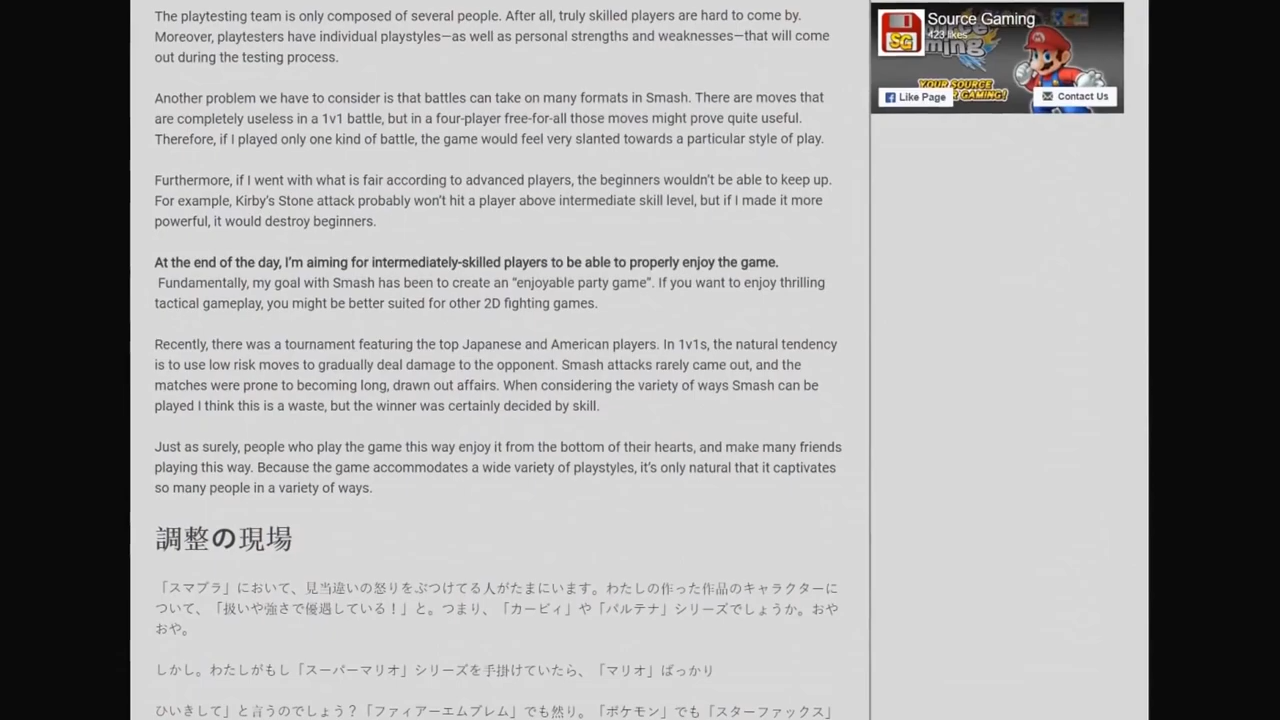 The playtesting team is only composed of several people. After all, truly skilled players are hard to come by.
Moreover, playtesters have individual playstyles—as well as personal strengths and weaknesses—that will come
out during the testing process.
Another problem we have to consider is that battles can take on many formats in Smash. There are moves that
are completely useless in a 1v1 battle, but in a four-player free-for-all those moves might prove quite useful.
Therefore, if I played only one kind of battle, the game would feel very slanted towards a particular style of play.
Furthermore, if I went with what is fair according to advanced players, the beginners wouldn't be able to keep up.
For example, Kirby's Stone attack probably won't hit a player above intermediate skill level, but if I made it more
powerful, it would destroy beginners.
At the end of the day, I'm aiming for intermediately-skilled players to be able to properly enjoy the game.
Fundamentally, my goal with Smash has been to create an "enjoyable party game". If you want to enjoy thrilling
tactical gameplay, you might be better suited for other 2D fighting games.
Recently, there was a tournament featuring the top Japanese and American players. In 1v1s, the natural tendency
is to use low risk moves to gradually deal damage to the opponent. Smash attacks rarely came out, and the
matches were prone to becoming long, drawn out affairs. When considering the variety of ways Smash can be
played I think this is a waste, but the winner was certainly decided by skill.
Just as surely, people who play the game this way enjoy it from the bottom of their hearts, and make many friends
playing this way. Because the game accommodates a wide variety of playstyles, it's only natural that it captivates
so many people in a variety of ways.
調整の現場
「スマブラ」において、見当違いの怒りをぶつけてる人がたまにいます。わたしの作った作品のキャラクターに
ついて、「扱いや強さで優遇している！」と。つまり、「カービィ」や「パルテナ」シリーズでしょうか。おや
おや。
しかし。わたしがもし「スーパーマリオ」シリーズを手掛けていたら、「マリオ」ばっかり
ひいきして」と言うのでしょう？「ファイアーエムブレム」でも然り。「ポケモン」でも「スターフォックス」
Source Gaming
423 likes
SG
YOUR SOURCE
GAMING!
Like Page
Contact Us